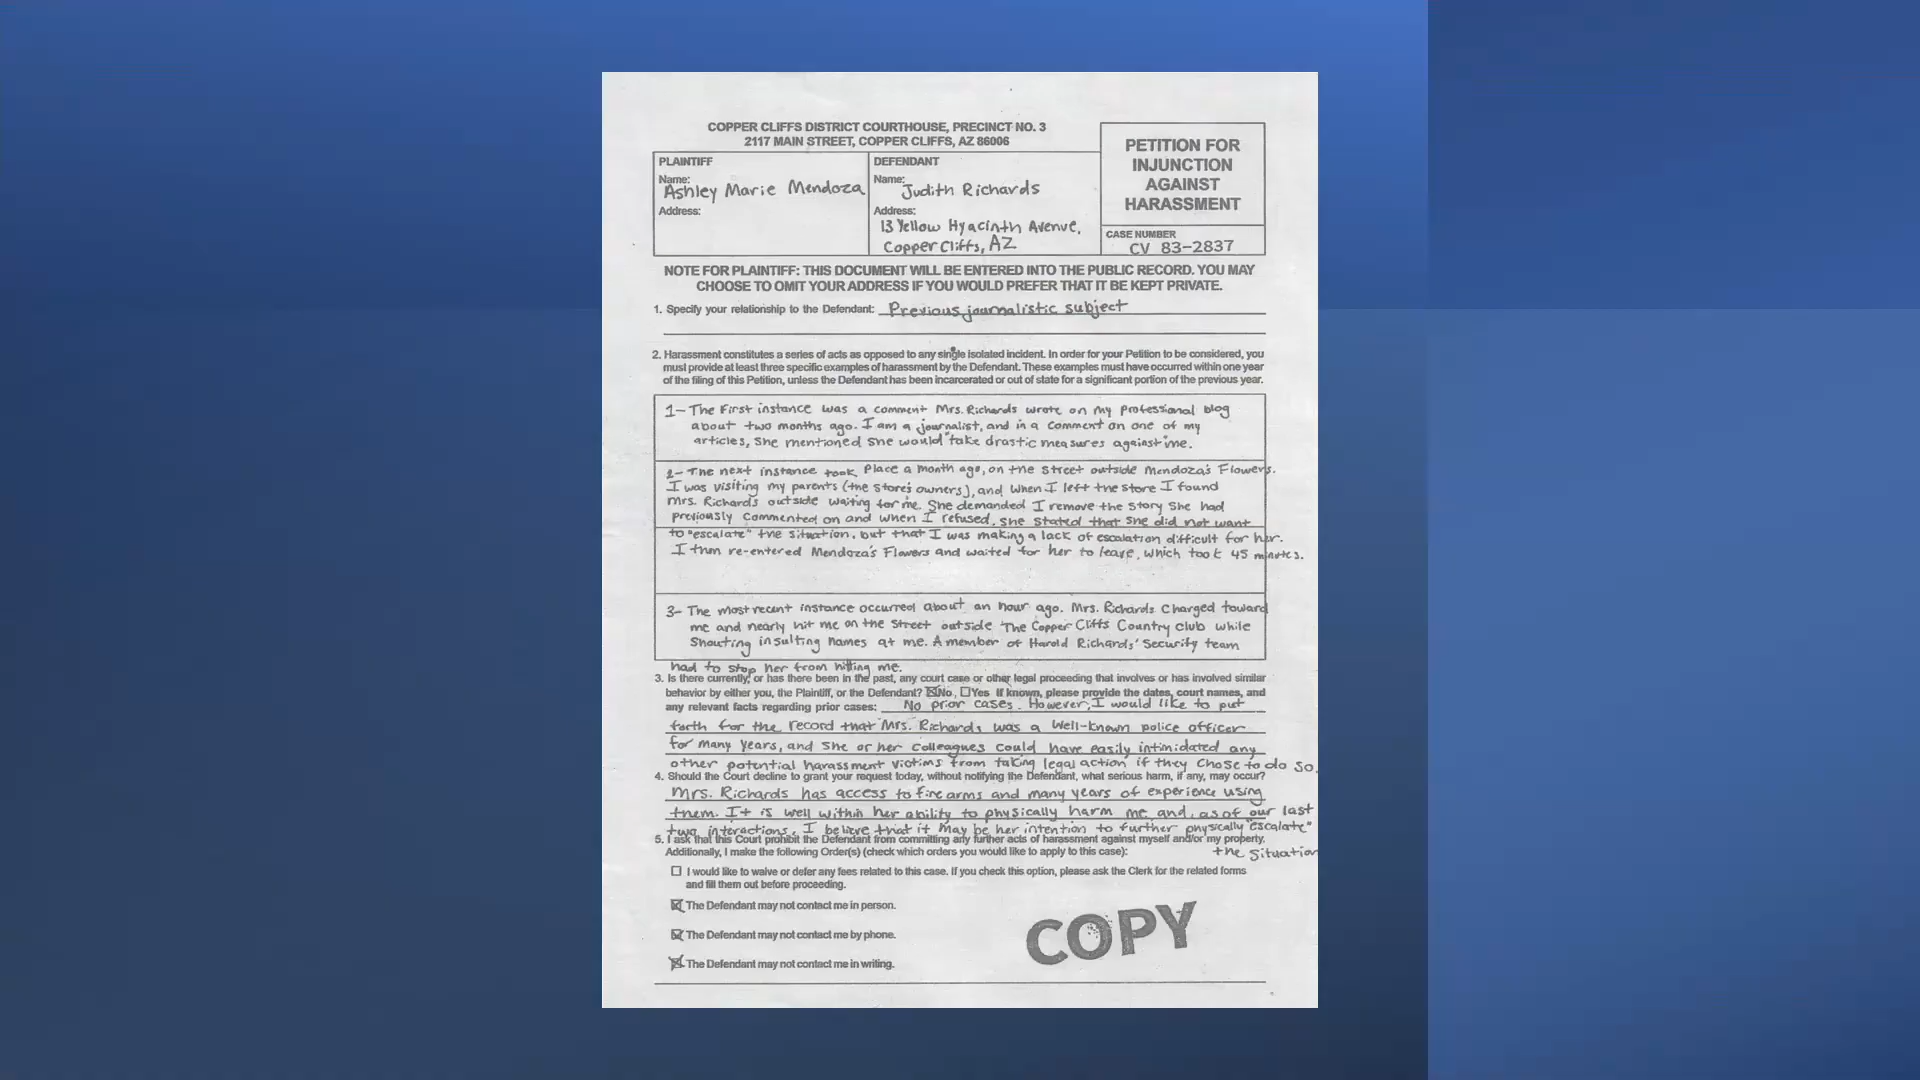 COPPER CLIFFS DISTRICT COURTHOUSE, PRECINCT NO. 3
2117 MAIN STREET, COPPER CLIFFS, AZ 86006
PETITION FOR
INJUNCTION
AGAINST
HARASSMENT
CASE NUMBER
CV 83-2837
PLAINTIFF
Name:
Ashley Marie Mendoza
Address:
DEFENDANT
Name:
Judith Richards
Address:
13 Yellow Hyacinth Avenue,
Copper Cliffs, AZ
NOTE FOR PLAINTIFF: THIS DOCUMENT WILL BE ENTERED INTO THE PUBLIC RECORD. YOU MAY
CHOOSE TO OMIT YOUR ADDRESS IF YOU WOULD PREFER THAT IT BE KEPT PRIVATE.
1. Specify your relationship to the Defendant: Previous journalistic subject
2. Harassment constitutes a series of acts as opposed to any single isolated incident. In order for your Petition to be considered, you
must provide at least three specific examples of harassment by the Defendant. These examples must have occurred within one year
of the filing of this Petition, unless the Defendant has been incarcerated or out of state for a significant portion of the previous year.
1- The first instance was a comment Mrs. Richards wrote on my professional blog
about two months ago. I am a journalist, and in a comment on one of my
articles, she mentioned she would "take drastic measures against" me.
2- The next instance took place a month ago, on the street outside Mendoza's Flowers.
I was visiting my parents (the store's owners), and when I left the store I found
Mrs. Richards outside waiting for me. She demanded I remove the story she had
previously commented on and when I refused, she stated that she did not want
to "escalate" the situation, but that I was making a lack of escalation difficult for her.
I then re-entered Mendoza's Flowers and waited for her to leave, which took 45 minutes.
3- The most recent instance occurred about an hour ago. Mrs. Richards charged toward
me and nearly hit me on the street outside The Copper Cliffs Country Club while
shouting insulting names at me. A member of Harold Richards' security team
had to stop her from hitting me.
3. Is there currently, or has there been in the past, any court case or other legal proceeding that involves or has involved similar
behavior by either you, the Plaintiff, or the Defendant? ☒No, ☐Yes If known, please provide the dates, court names, and
any relevant facts regarding prior cases: No prior cases. However, I would like to put
forth for the record that Mrs. Richards was a well-known police officer
for many years, and she or her colleagues could have easily intimidated any
other potential harassment victims from taking legal action if they chose to do so.
4. Should the Court decline to grant your request today, without notifying the Defendant, what serious harm, if any, may occur?
Mrs. Richards has access to firearms and many years of experience using
them. It is well within her ability to physically harm me and, as of our last
two interactions, I believe that it may be her intention to further physically "escalate"
the situation
5. I ask that this Court prohibit the Defendant from committing any further acts of harassment against myself and/or my property.
Additionally, I make the following Order(s) (check which orders you would like to apply to this case):
☐ I would like to waive or defer any fees related to this case. If you check this option, please ask the Clerk for the related forms
and fill them out before proceeding.
☒ The Defendant may not contact me in person.
☒ The Defendant may not contact me by phone.
☒ The Defendant may not contact me in writing.
COPY